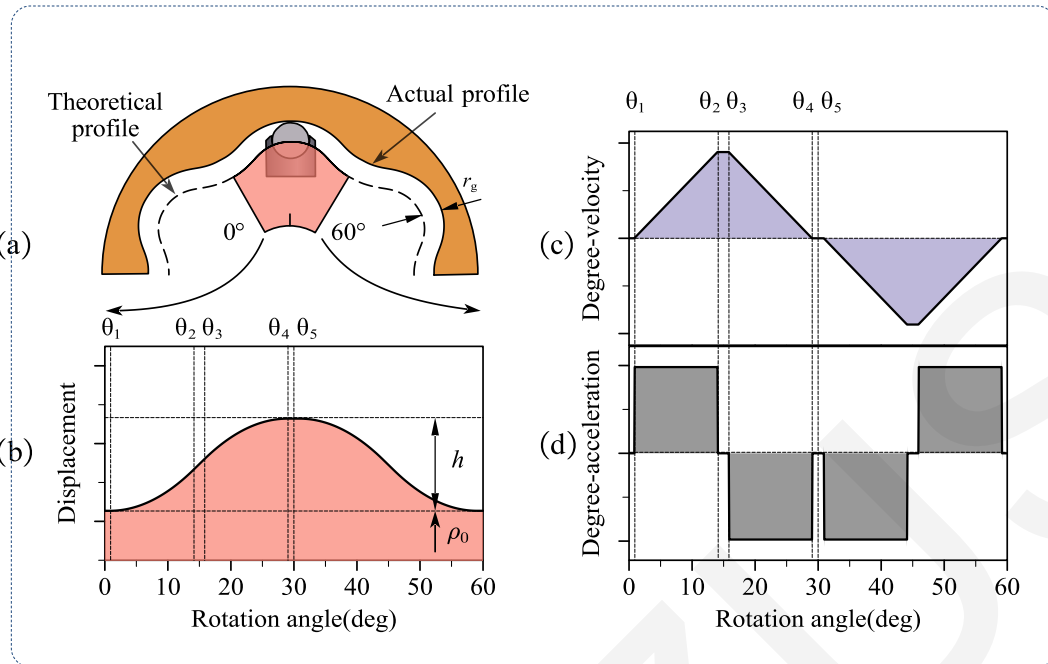 Theoretical
profile
Actual profile
r_g
0°
60°
(a)
θ1
θ2 θ3
θ4 θ5
Displacement
h
ρ0
(b)
0 10 20 30 40 50 60
Rotation angle(deg)
θ1
θ2 θ3
θ4 θ5
Degree-velocity
(c)
Degree-acceleration
(d)
0 10 20 30 40 50 60
Rotation angle(deg)